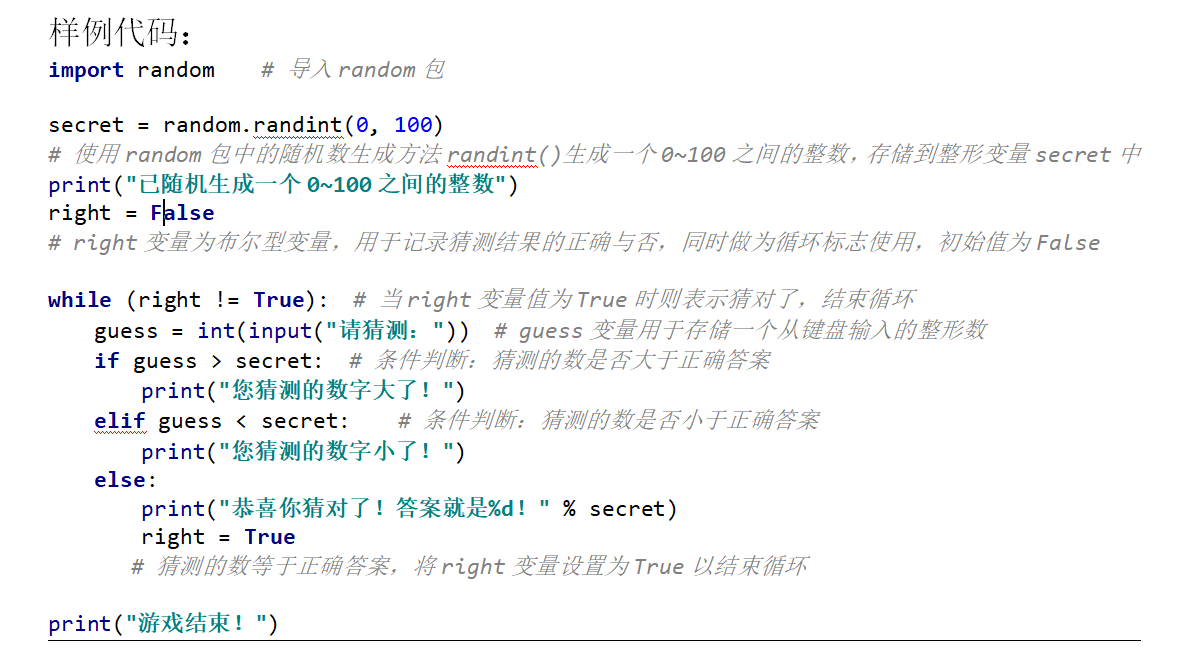 样例代码：
import random # 导入 random 包
secret = random.randint(0, 100)
# 使用 random 包中的随机数生成方法 randint()生成一个 0~100 之间的整数，存储到整形变量 secret 中
print("已随机生成一个 0~100 之间的整数")
right = False
# right 变量为布尔型变量，用于记录猜测结果的正确与否，同时做为循环标志使用，初始值为 False
while (right != True): # 当 right 变量值为 True 时则表示猜对了，结束循环
guess = int(input("请猜测：")) # guess 变量用于存储一个从键盘输入的整形数
if guess > secret: # 条件判断：猜测的数是否大于正确答案
print("您猜测的数字大了！")
elif guess < secret: # 条件判断：猜测的数是否小于正确答案
print("您猜测的数字小了！")
else:
print("恭喜你猜对了！答案就是%d！" % secret)
right = True
# 猜测的数等于正确答案，将 right 变量设置为 True 以结束循环
print("游戏结束！")